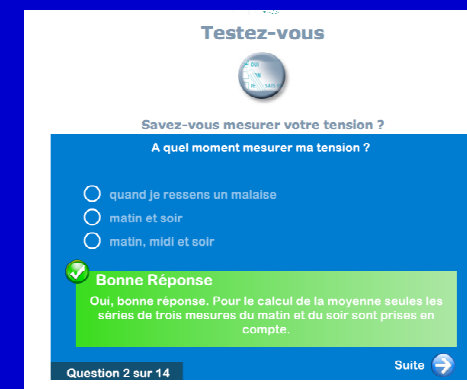 Testez-vous
Savez-vous mesurer votre tension ?
A quel moment mesurer ma tension ?
quand je ressens un malaise
matin et soir
matin, midi et soir
Bonne Réponse
Oui, bonne réponse. Pour le calcul de la moyenne seules les
séries de trois mesures du matin et du soir sont prises en
compte.
Suite
Question 2 sur 14